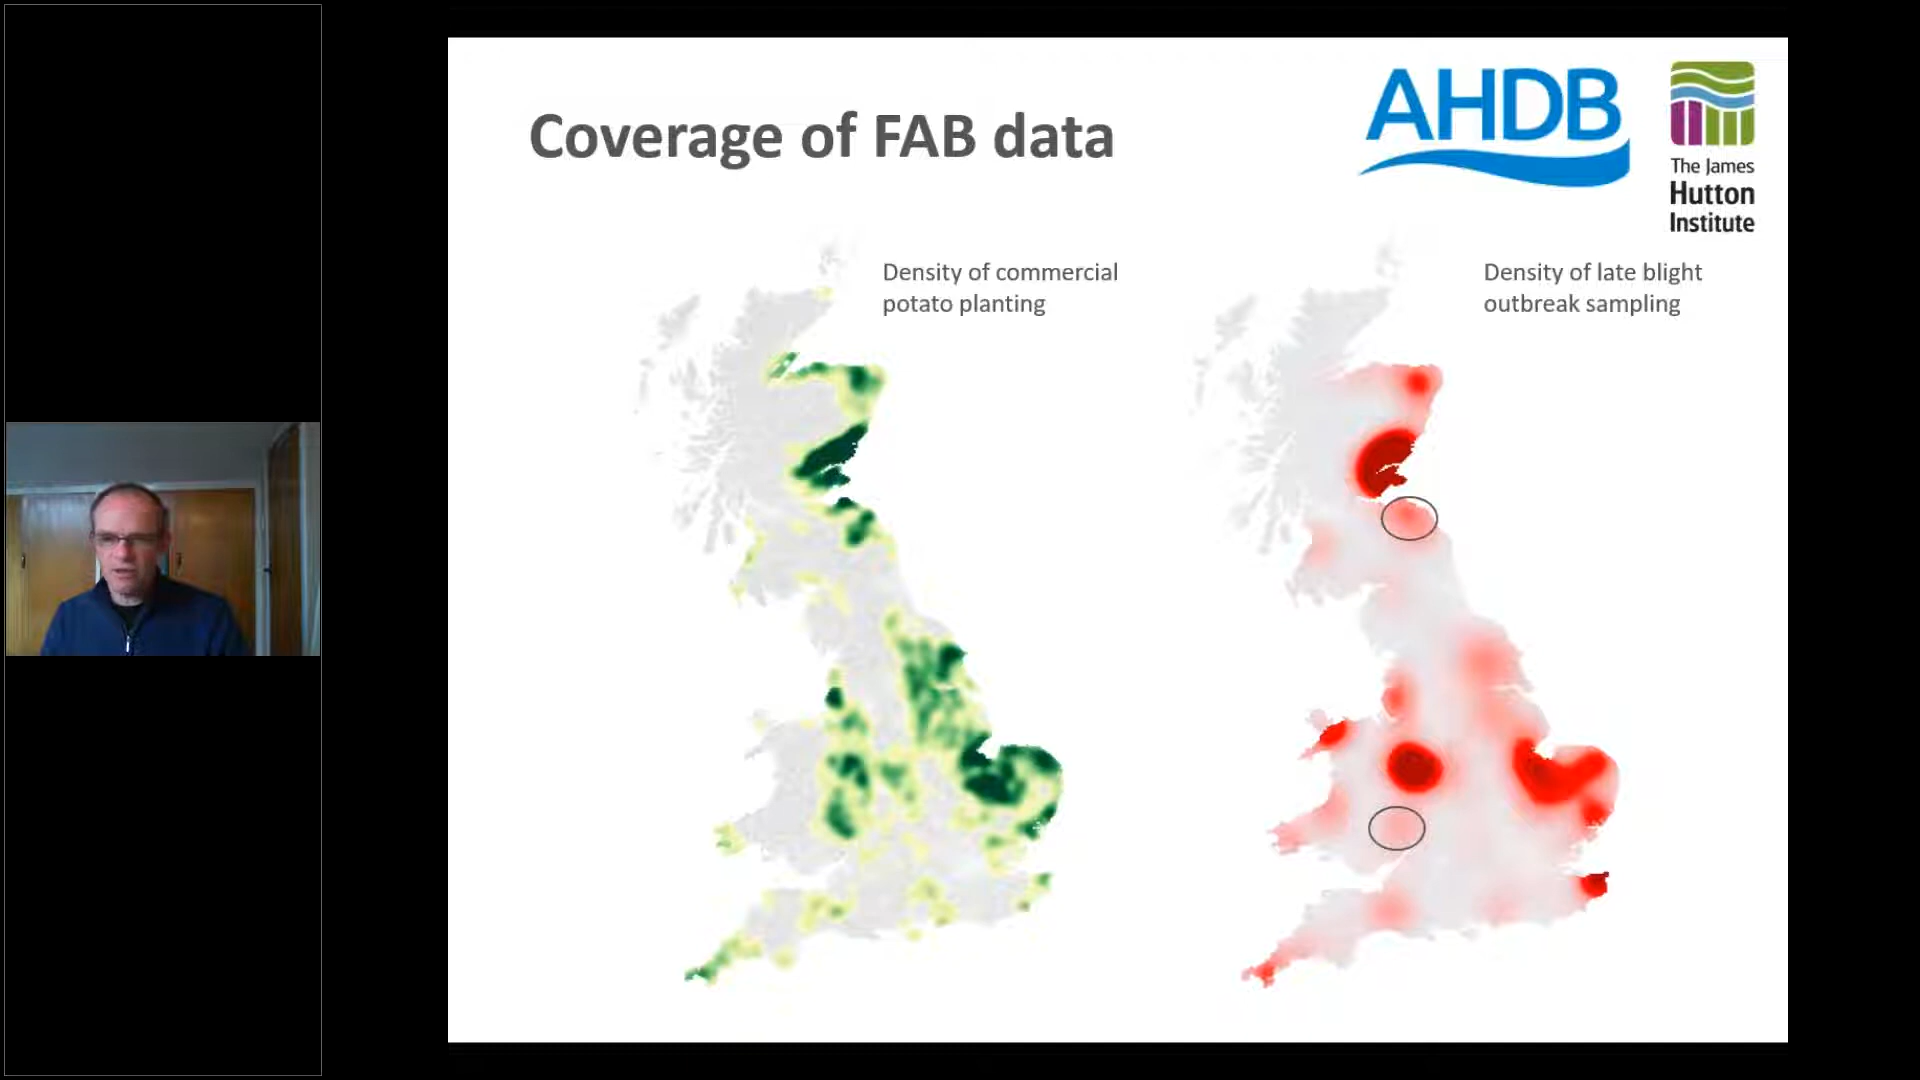 Coverage of FAB data
AHDB
The James
Hutton
Institute
Density of commercial
potato planting
Density of late blight
outbreak sampling